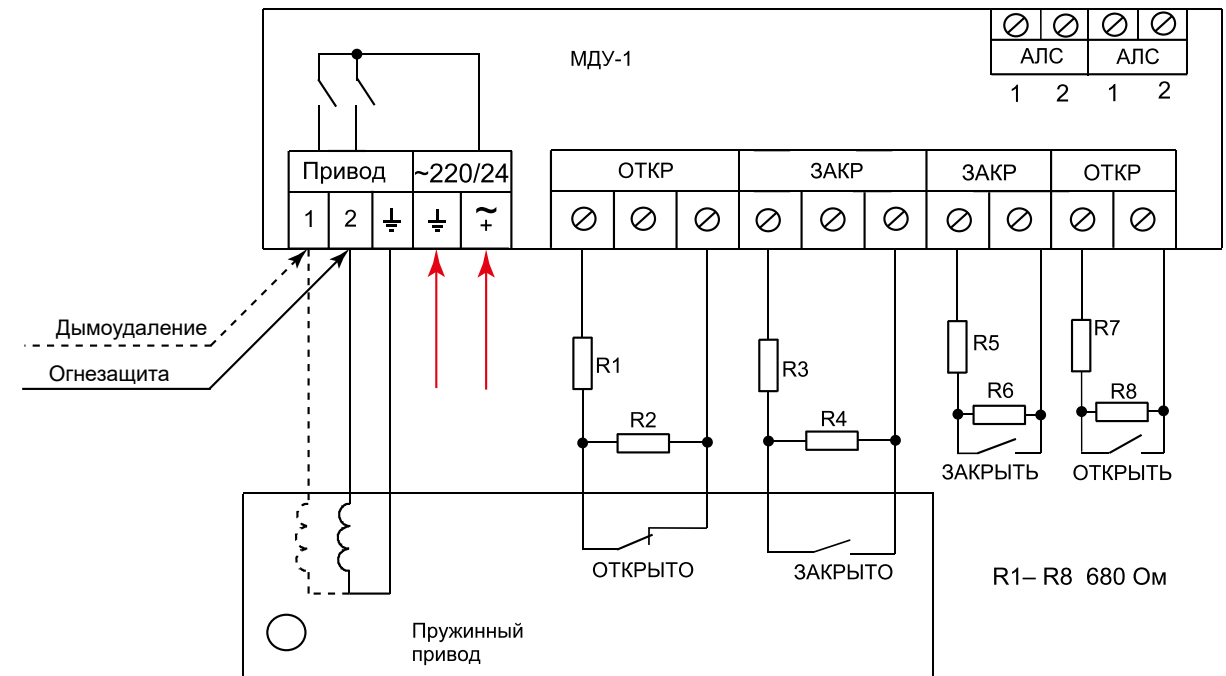 МДУ-1
АЛС АЛС
1 2 1 2
Привод ~220/24
1 2 ~ +
ОТКР ЗАКР ЗАКР ОТКР
Дымоудаление
Огнезащита
R1
R2
R3
R4
R5
R6
R7
R8
ЗАКРЫТЬ ОТКРЫТЬ
ОТКРЫТО ЗАКРЫТО
R1– R8 680 Ом
Пружинный
привод